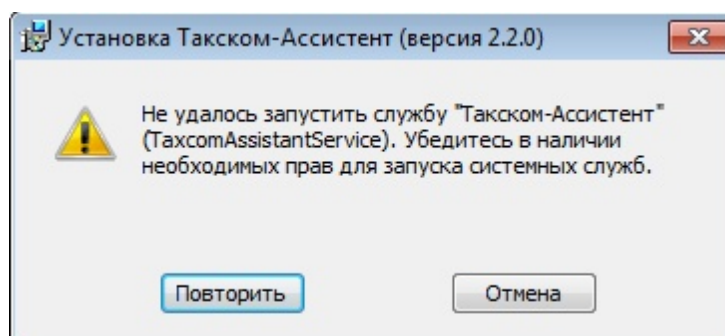 Установка Такском-Ассистент (версия 2.2.0)
Не удалось запустить службу "Такском-Ассистент"
(TaxcomAssistantService). Убедитесь в наличии
необходимых прав для запуска системных служб.
Повторить
Отмена